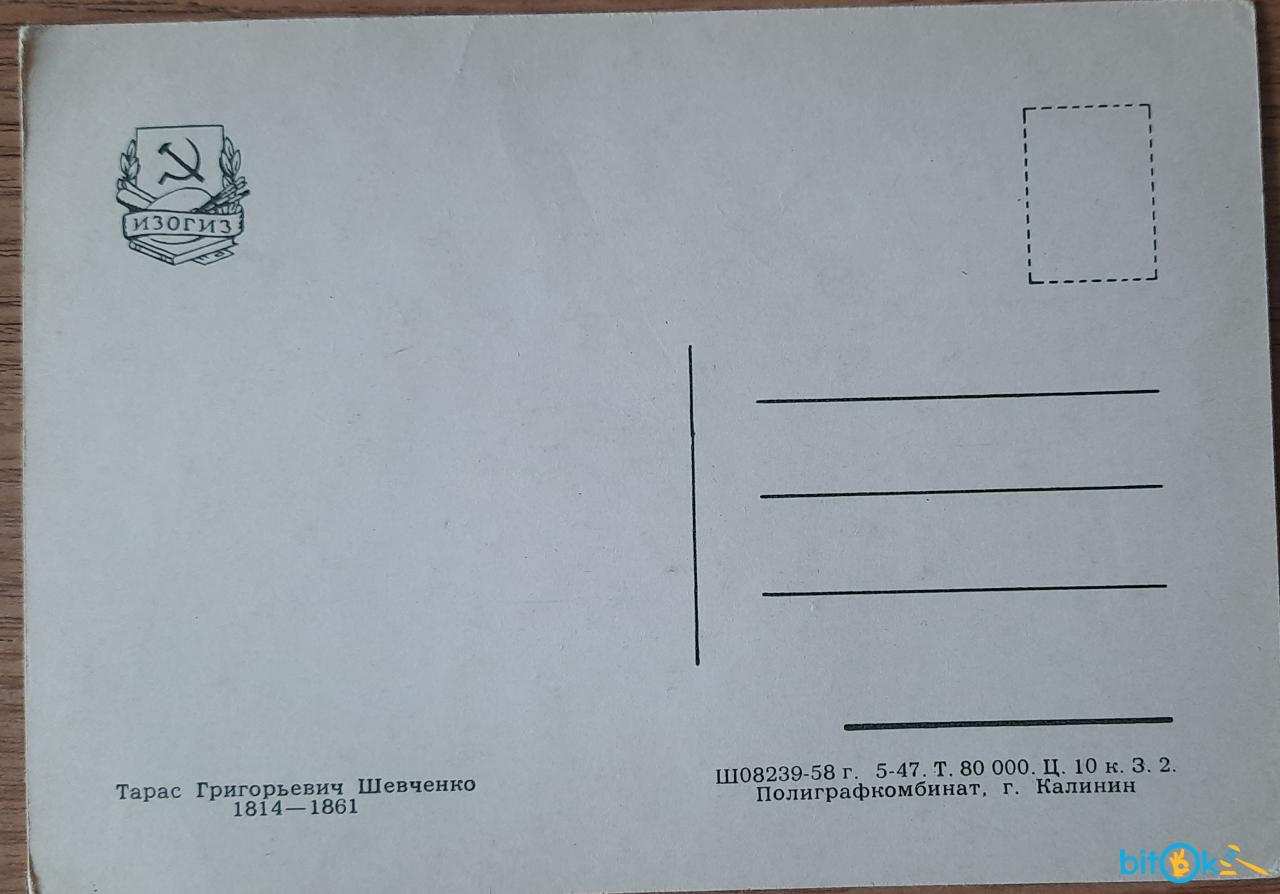 ИЗОГИЗ
Тарас Григорьевич Шевченко
1814—1861
Ш08239-58 г. 5-47. Т. 80 000. Ц. 10 к. З. 2.
Полиграфкомбинат, г. Калинин
bitok